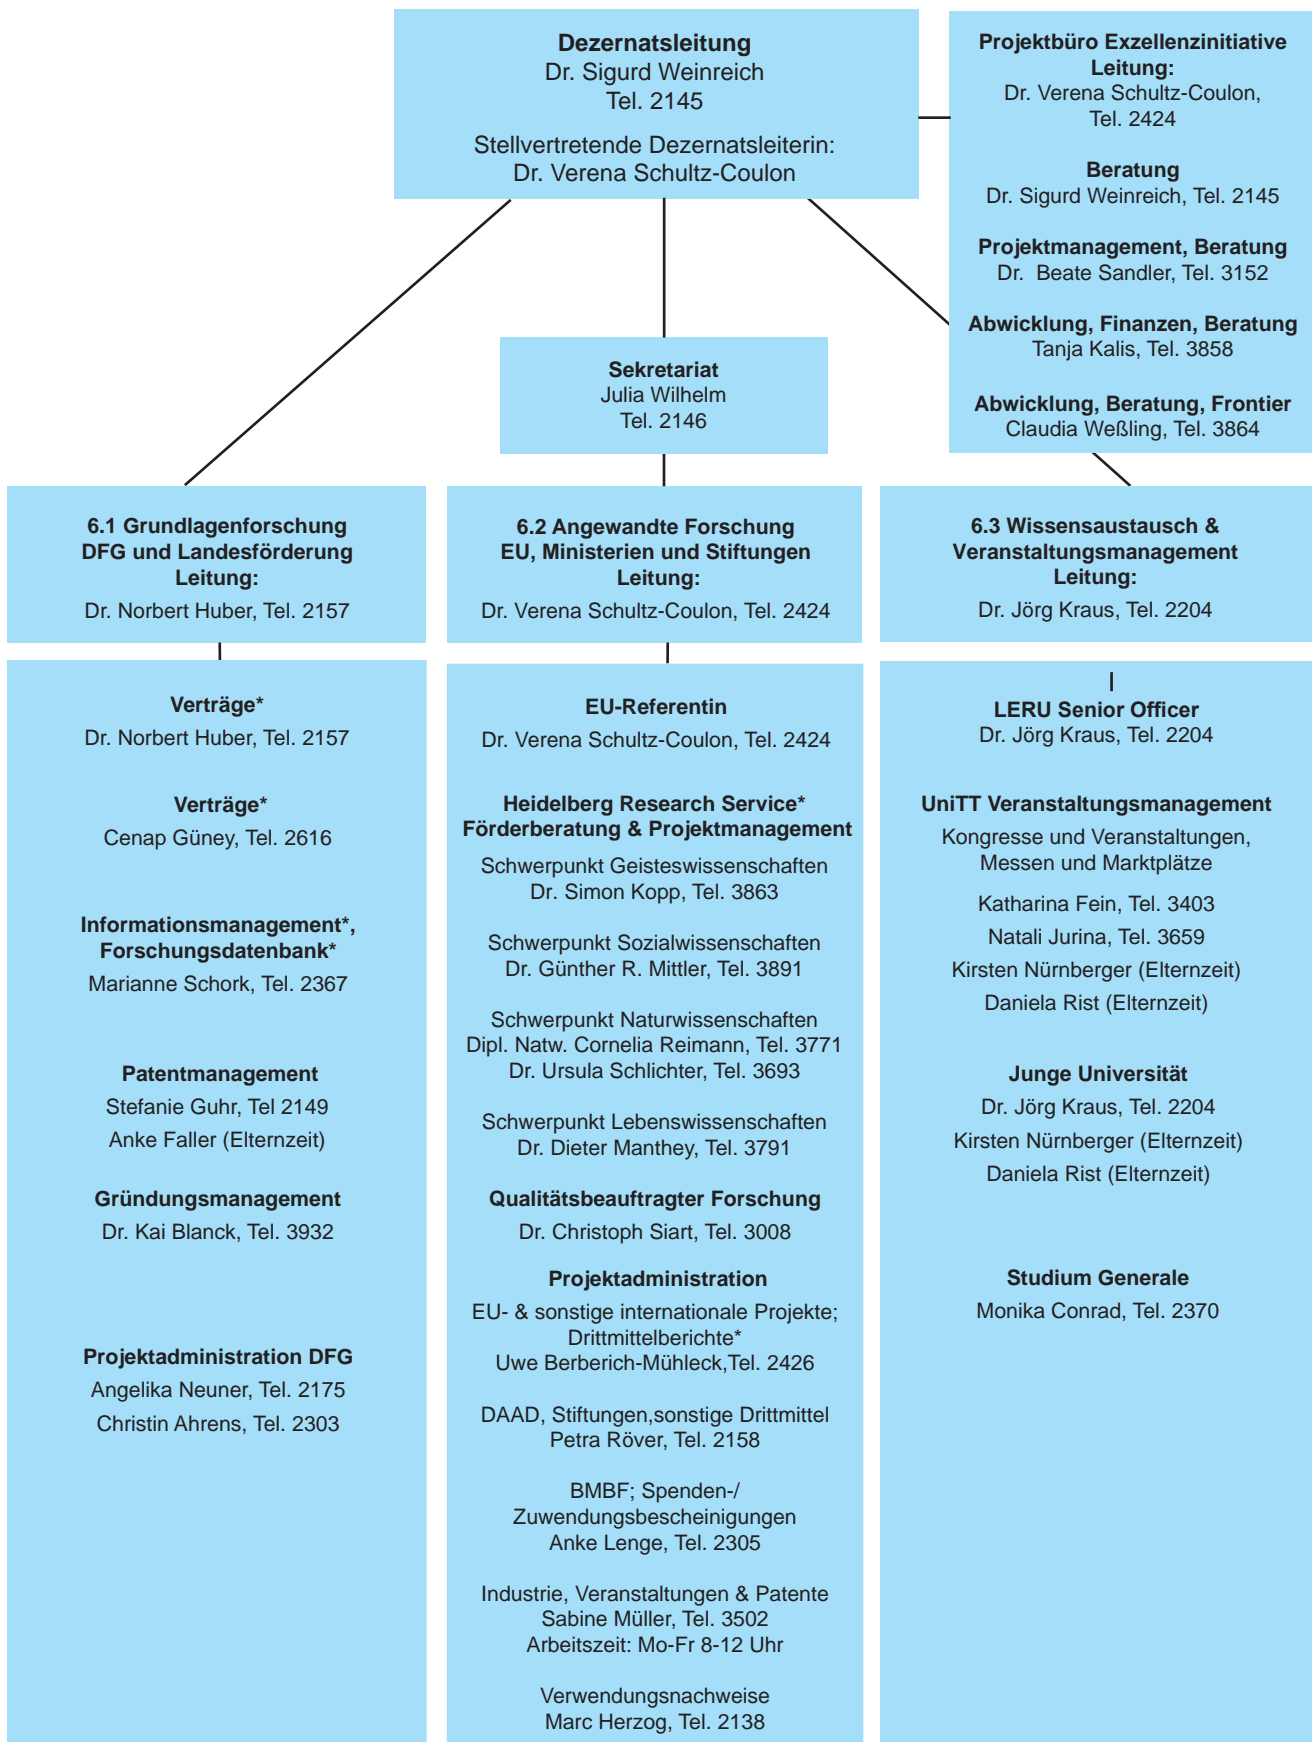 Dezernatsleitung
Dr. Sigurd Weinreich
Tel. 2145
Stellvertretende Dezernatsleiterin:
Dr. Verena Schultz-Coulon
Projektbüro Exzellenzinitiative
Leitung:
Dr. Verena Schultz-Coulon,
Tel. 2424
Beratung
Dr. Sigurd Weinreich, Tel. 2145
Projektmanagement, Beratung
Dr. Beate Sandler, Tel. 3152
Abwicklung, Finanzen, Beratung
Tanja Kalis, Tel. 3858
Abwicklung, Beratung, Frontier
Claudia Weßling, Tel. 3864
Sekretariat
Julia Wilhelm
Tel. 2146
6.1 Grundlagenforschung
DFG und Landesförderung
Leitung:
Dr. Norbert Huber, Tel. 2157
Verträge*
Dr. Norbert Huber, Tel. 2157
Verträge*
Cenap Güney, Tel. 2616
Informationsmanagement*,
Forschungsdatenbank*
Marianne Schork, Tel. 2367
Patentmanagement
Stefanie Guhr, Tel 2149
Anke Faller (Elternzeit)
Gründungsmanagement
Dr. Kai Blanck, Tel. 3932
Projektadministration DFG
Angelika Neuner, Tel. 2175
Christin Ahrens, Tel. 2303
6.2 Angewandte Forschung
EU, Ministerien und Stiftungen
Leitung:
Dr. Verena Schultz-Coulon, Tel. 2424
EU-Referentin
Dr. Verena Schultz-Coulon, Tel. 2424
Heidelberg Research Service*
Förderberatung & Projektmanagement
Schwerpunkt Geisteswissenschaften
Dr. Simon Kopp, Tel. 3863
Schwerpunkt Sozialwissenschaften
Dr. Günther R. Mittler, Tel. 3891
Schwerpunkt Naturwissenschaften
Dipl. Natw. Cornelia Reimann, Tel. 3771
Dr. Ursula Schlichter, Tel. 3693
Schwerpunkt Lebenswissenschaften
Dr. Dieter Manthey, Tel. 3791
Qualitätsbeauftragter Forschung
Dr. Christoph Siart, Tel. 3008
Projektadministration
EU- & sonstige internationale Projekte;
Drittmittelberichte*
Uwe Berberich-Mühleck,Tel. 2426
DAAD, Stiftungen,sonstige Drittmittel
Petra Röver, Tel. 2158
BMBF; Spenden-/
Zuwendungsbescheinigungen
Anke Lenge, Tel. 2305
Industrie, Veranstaltungen & Patente
Sabine Müller, Tel. 3502
Arbeitszeit: Mo-Fr 8-12 Uhr
Verwendungsnachweise
Marc Herzog, Tel. 2138
6.3 Wissensaustausch &
Veranstaltungsmanagement
Leitung:
Dr. Jörg Kraus, Tel. 2204
LERU Senior Officer
Dr. Jörg Kraus, Tel. 2204
UniTT Veranstaltungsmanagement
Kongresse und Veranstaltungen,
Messen und Marktplätze
Katharina Fein, Tel. 3403
Natali Jurina, Tel. 3659
Kirsten Nürnberger (Elternzeit)
Daniela Rist (Elternzeit)
Junge Universität
Dr. Jörg Kraus, Tel. 2204
Kirsten Nürnberger (Elternzeit)
Daniela Rist (Elternzeit)
Studium Generale
Monika Conrad, Tel. 2370